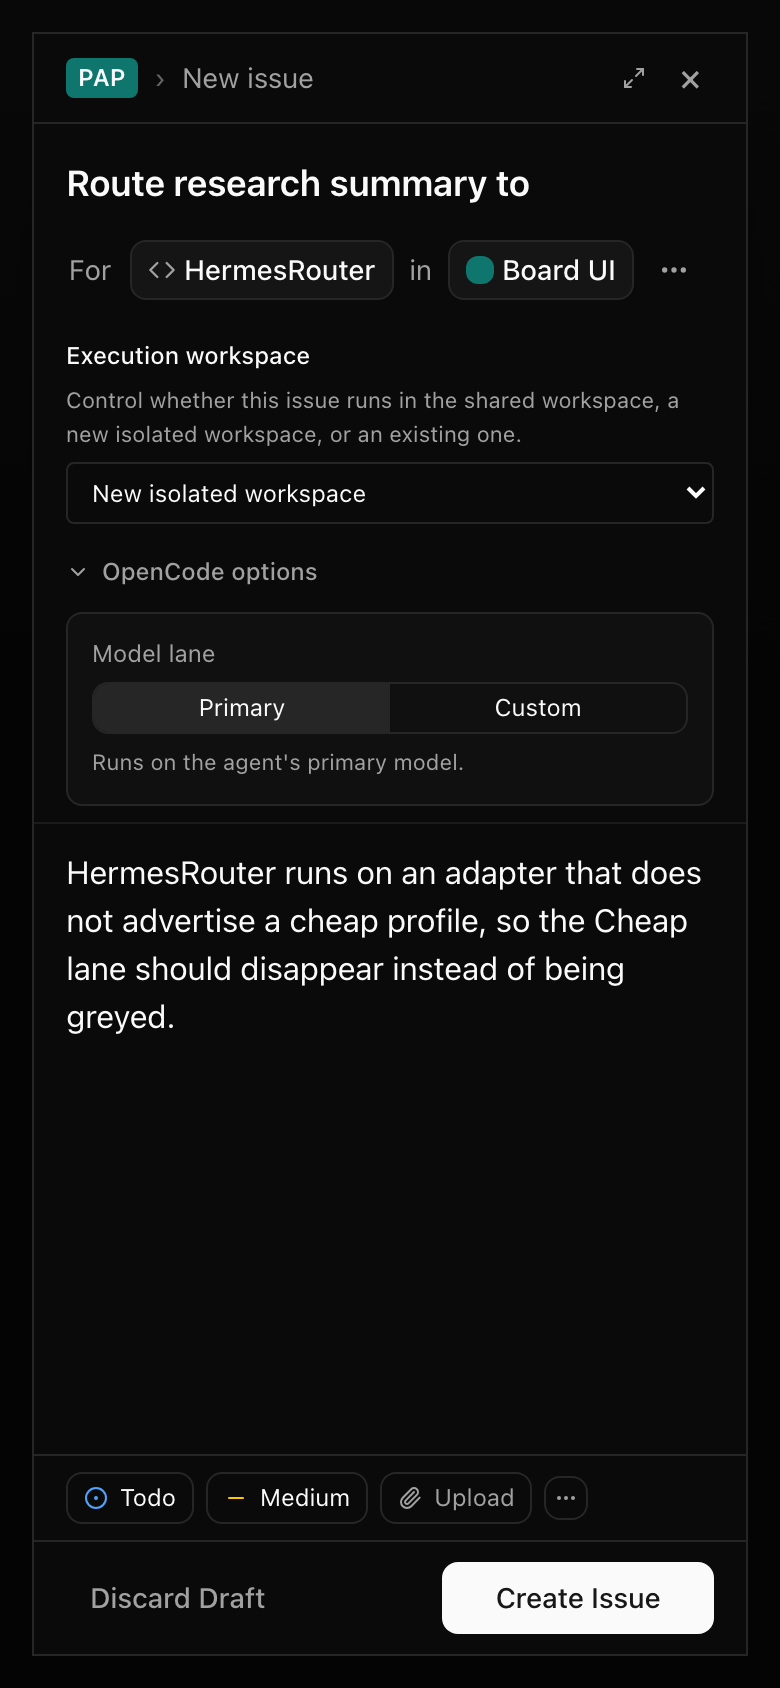 PAP › New issue
Route research summary to
For <> HermesRouter in Board UI ···
Execution workspace
Control whether this issue runs in the shared workspace, a
new isolated workspace, or an existing one.
New isolated workspace
OpenCode options
Model lane
Primary Custom
Runs on the agent's primary model.
HermesRouter runs on an adapter that does
not advertise a cheap profile, so the Cheap
lane should disappear instead of being
greyed.
Todo Medium Upload ···
Discard Draft Create Issue